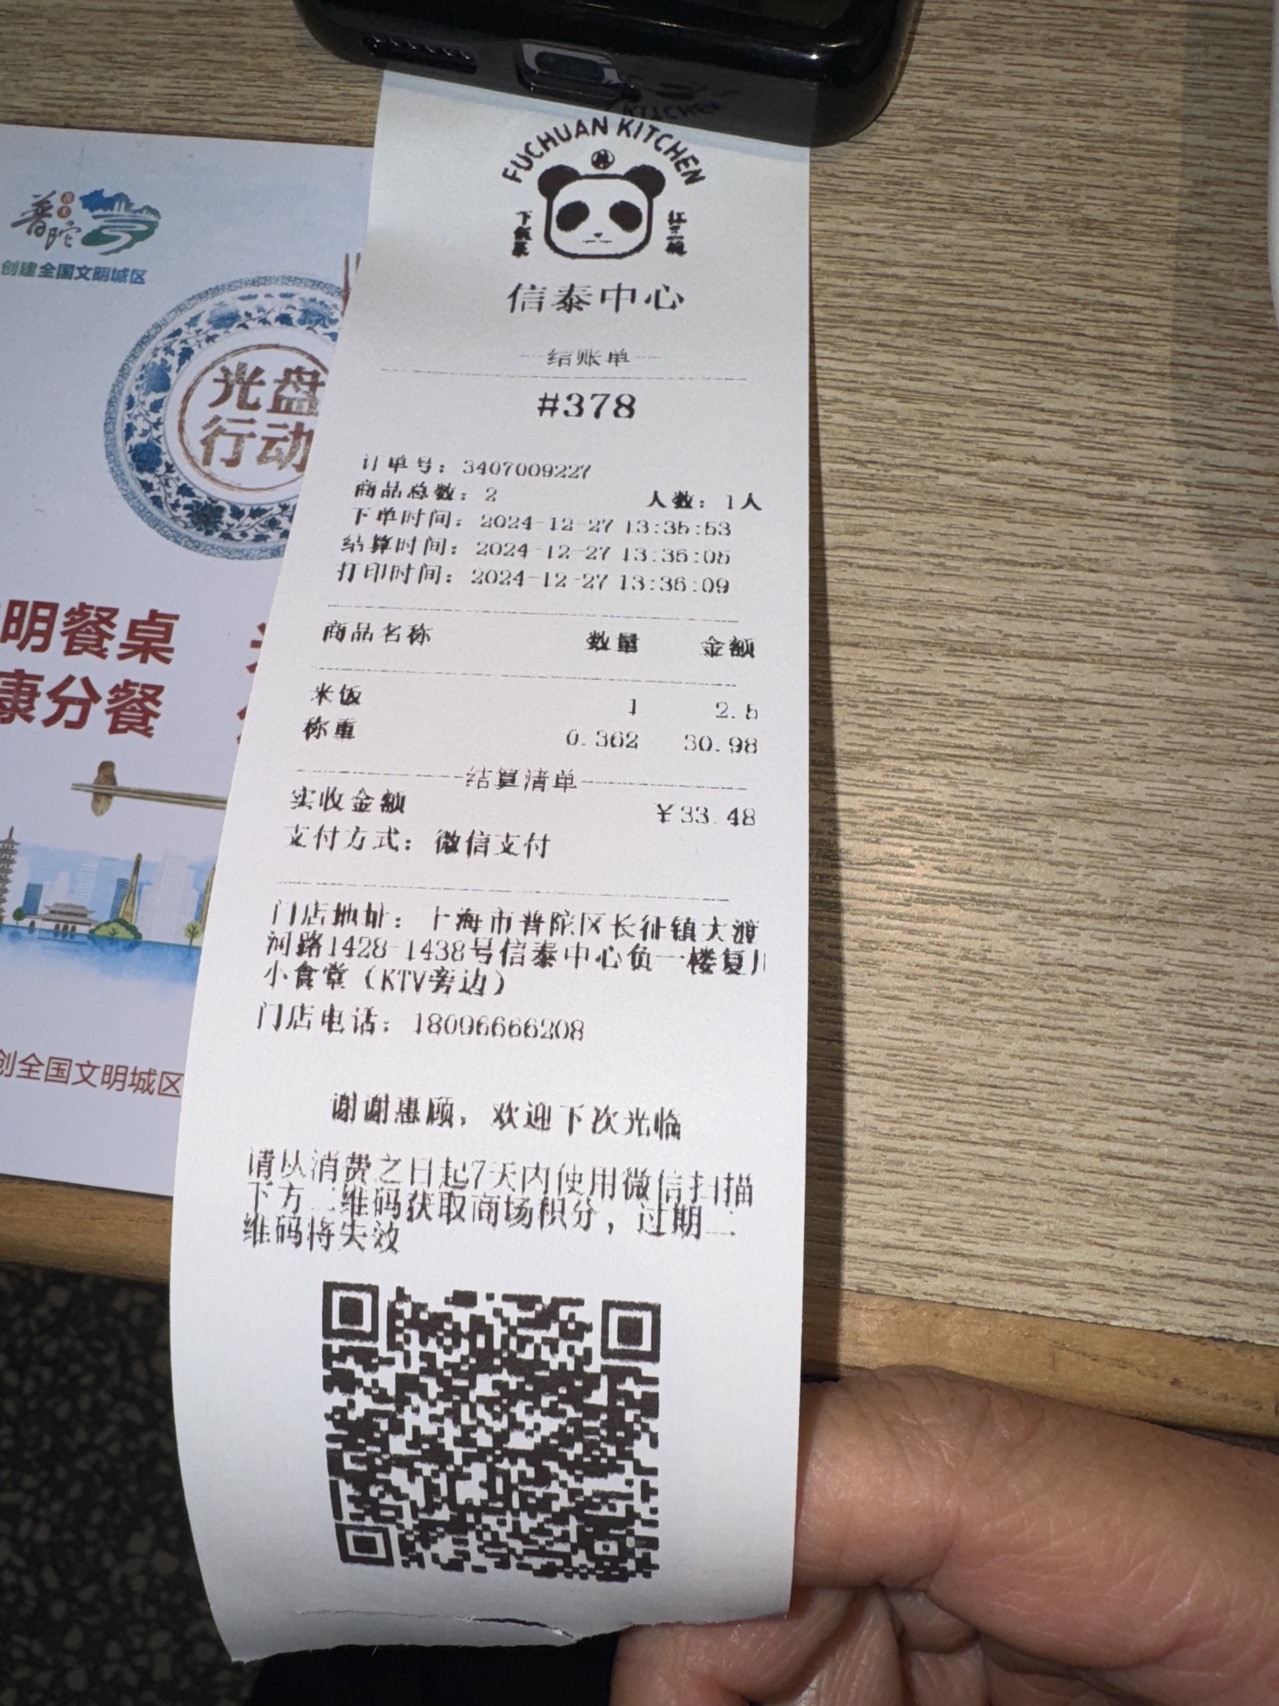 FUCHUAN KITCHEN
下饭菜
扛三碗
信泰中心
结账单
#378
订单号：3407009227
商品总数：2 人数：1人
下单时间：2024-12-27 13:35:53
结算时间：2024-12-27 13:36:05
打印时间：2024-12-27 13:36:09
商品名称 数量 金额
米饭 1 2.5
称重 0.362 30.98
结算清单
实收金额 ￥33.48
支付方式：微信支付
门店地址：上海市普陀区长征镇大渡
河路1428-1438号信泰中心负一楼复川
小食堂（KTV旁边）
门店电话：18096666208
谢谢惠顾，欢迎下次光临
请以消费之日起7天内使用微信扫描
下方二维码获取商场积分，过期二
维码将失效
普陀
创建全国文明城区
光盘
行动
明餐桌
康分餐
创全国文明城区